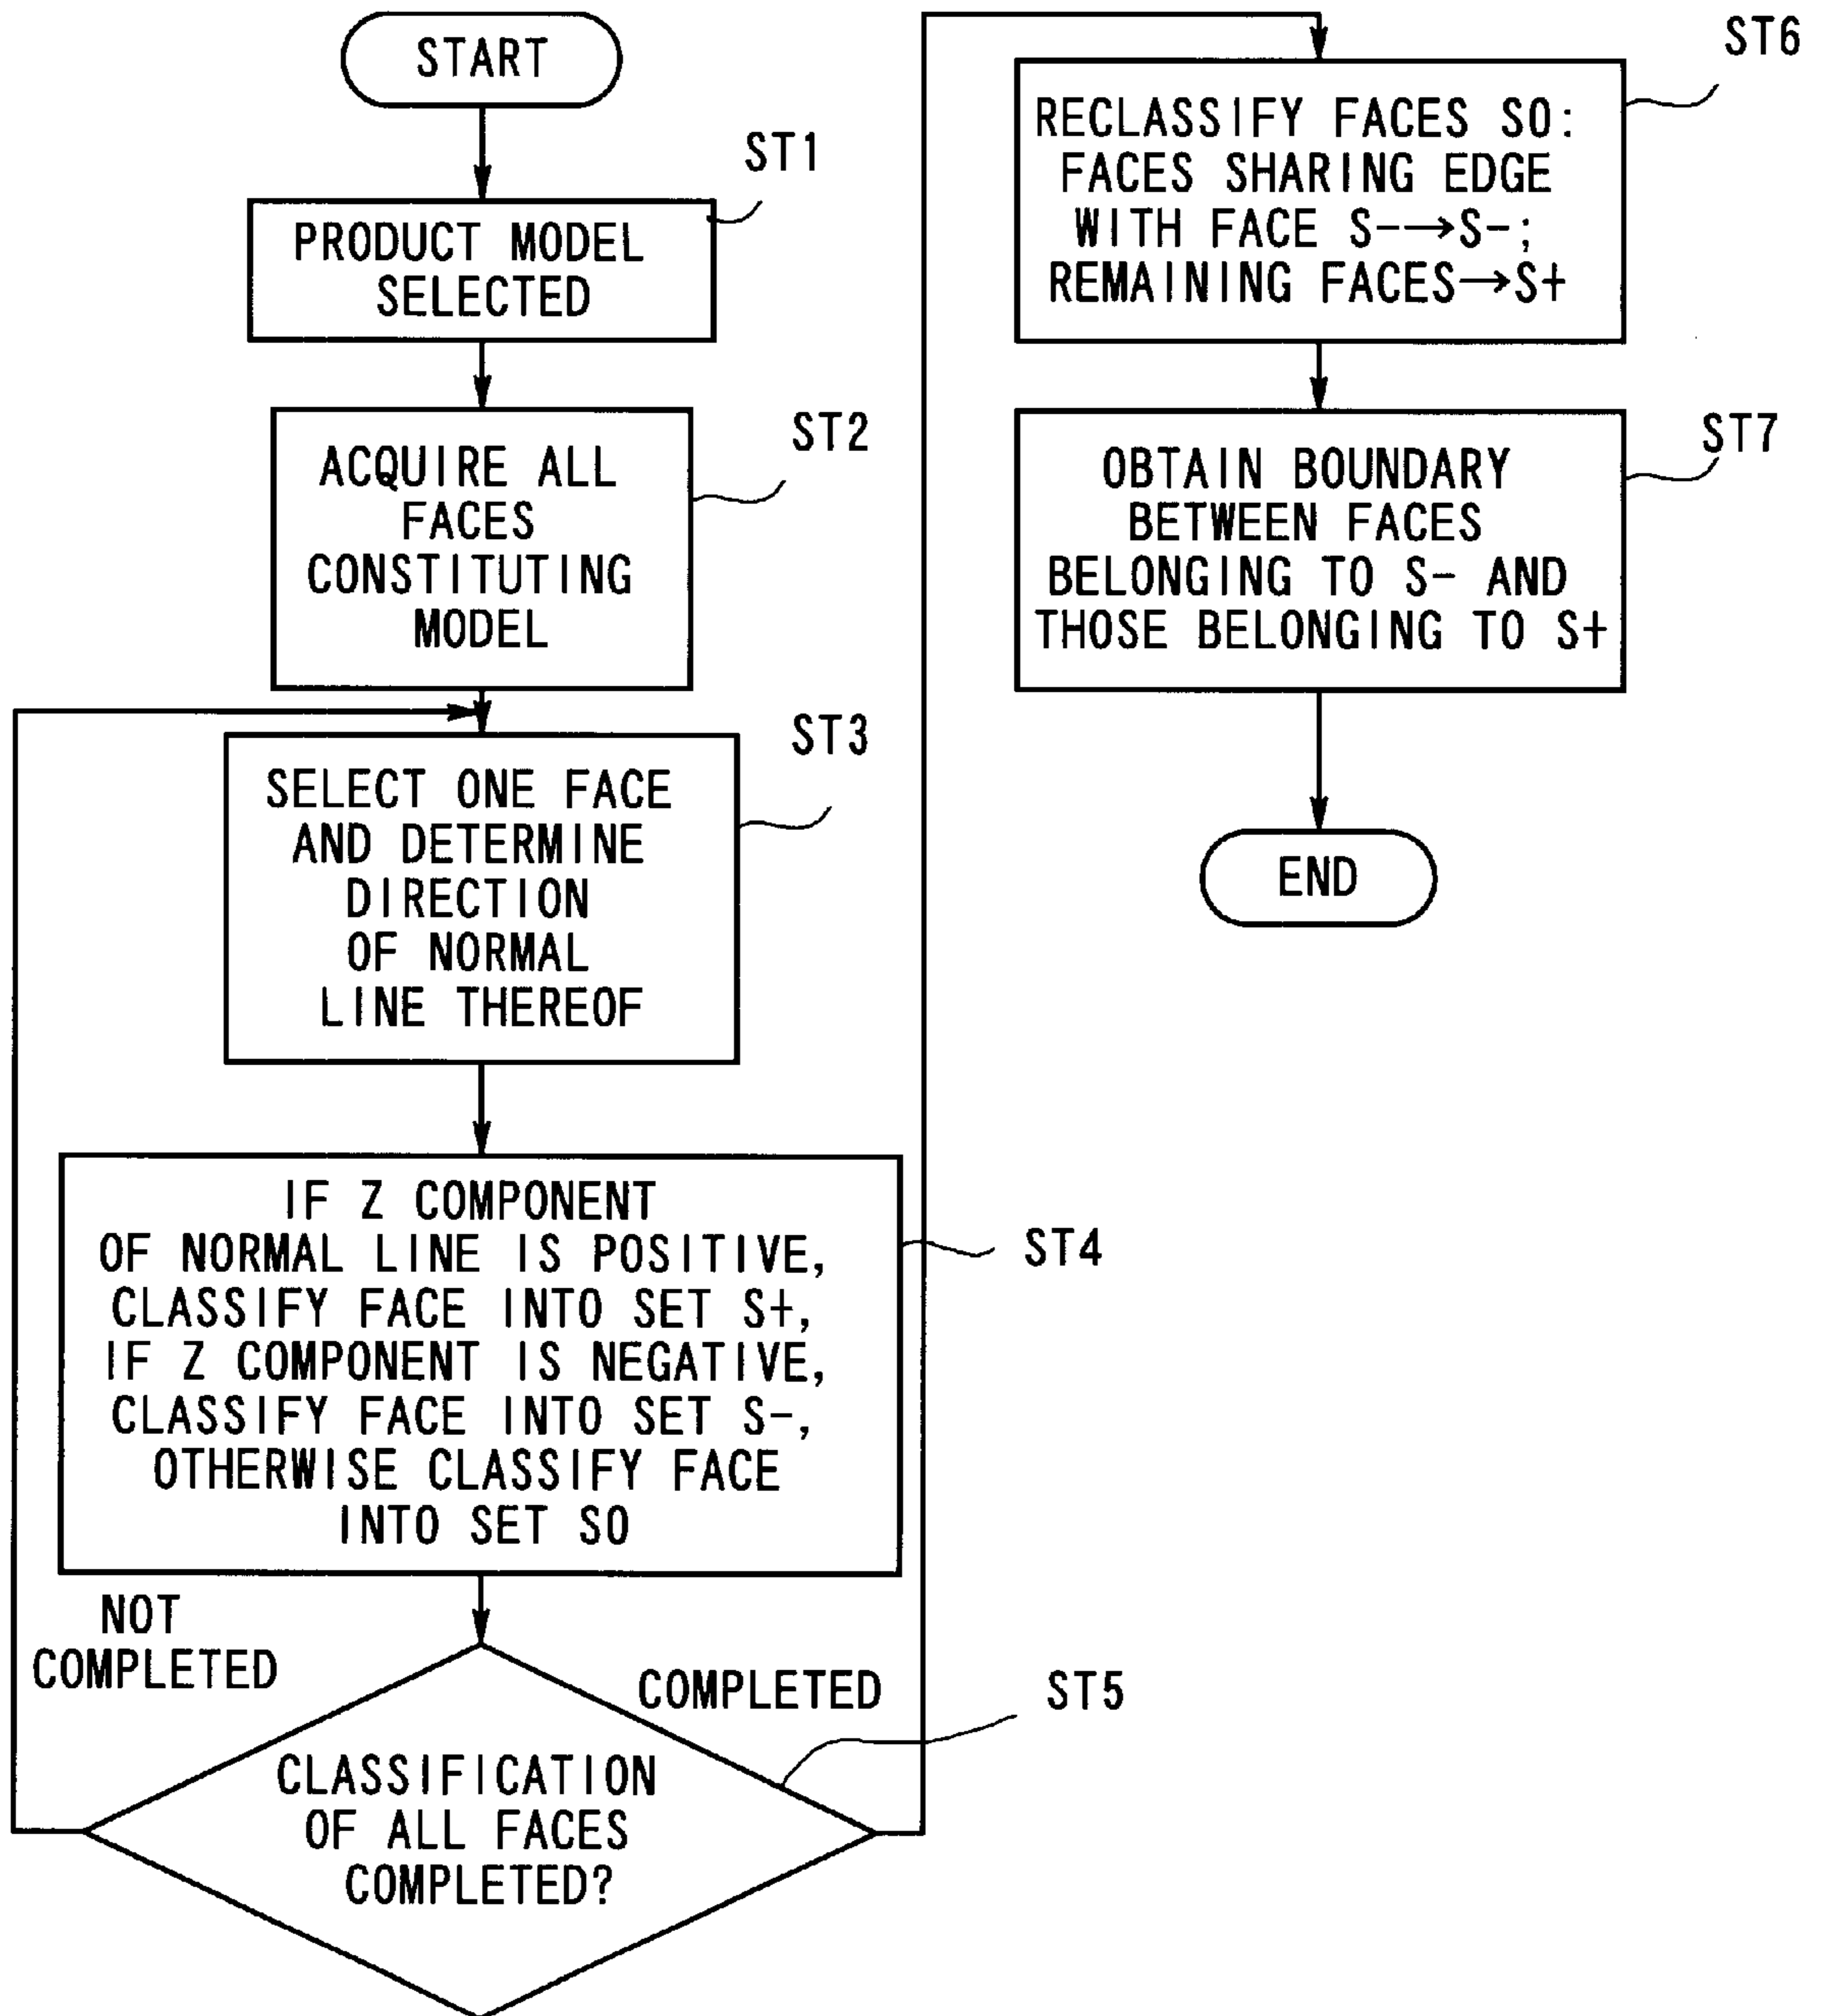 START
ST1
PRODUCT MODEL
SELECTED
ST2
ACQUIRE ALL
FACES
CONSTITUTING
MODEL
ST3
SELECT ONE FACE
AND DETERMINE
DIRECTION
OF NORMAL
LINE THEREOF
ST4
IF Z COMPONENT
OF NORMAL LINE IS POSITIVE,
CLASSIFY FACE INTO SET S+,
IF Z COMPONENT IS NEGATIVE,
CLASSIFY FACE INTO SET S-,
OTHERWISE CLASSIFY FACE
INTO SET S0
NOT
COMPLETED
COMPLETED
ST5
CLASSIFICATION
OF ALL FACES
COMPLETED?
ST6
RECLASSIFY FACES S0:
FACES SHARING EDGE
WITH FACE S-→S-;
REMAINING FACES→S+
ST7
OBTAIN BOUNDARY
BETWEEN FACES
BELONGING TO S- AND
THOSE BELONGING TO S+
END